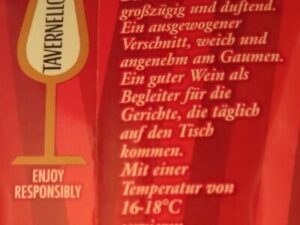 TAVERNELLO
ENJOY
RESPONSIBLY
großzügig und duftend.
Ein ausgewogener
Verschnitt, weich und
angenehm am Gaumen.
Ein guter Wein als
Begleiter für die
Gerichte, die täglich
auf den Tisch
kommen.
Mit einer
Temperatur von
16-18°C